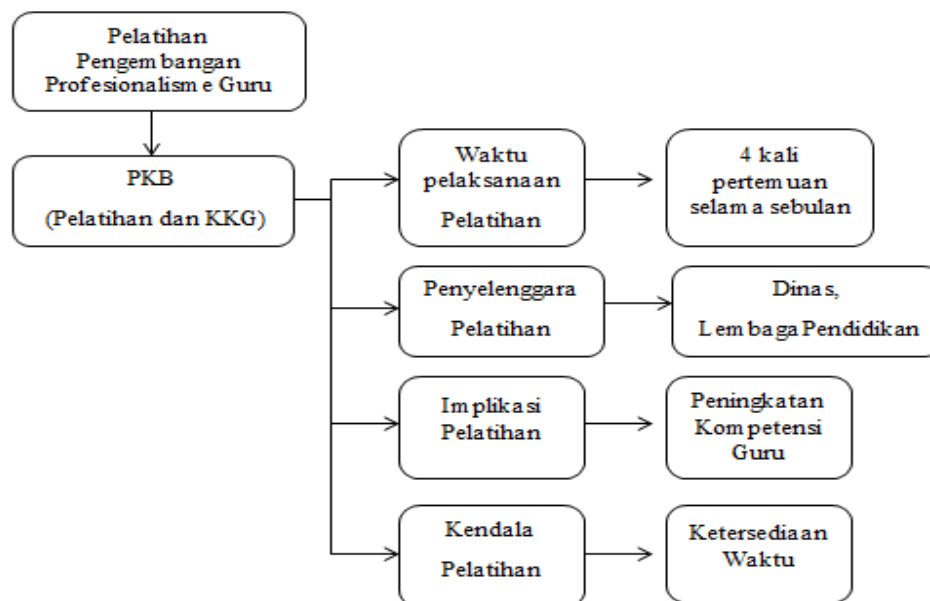 Pelatihan
Pengembangan
Profesionalisme Guru
PKB
(Pelatihan dan KKG)
Waktu
pelaksanaan
Pelatihan
4 kali
pertemuan
selama sebulan
Penyelenggara
Pelatihan
Dinas,
Lembaga Pendidikan
Implikasi
Pelatihan
Peningkatan
Kompetensi
Guru
Kendala
Pelatihan
Ketersediaan
Waktu